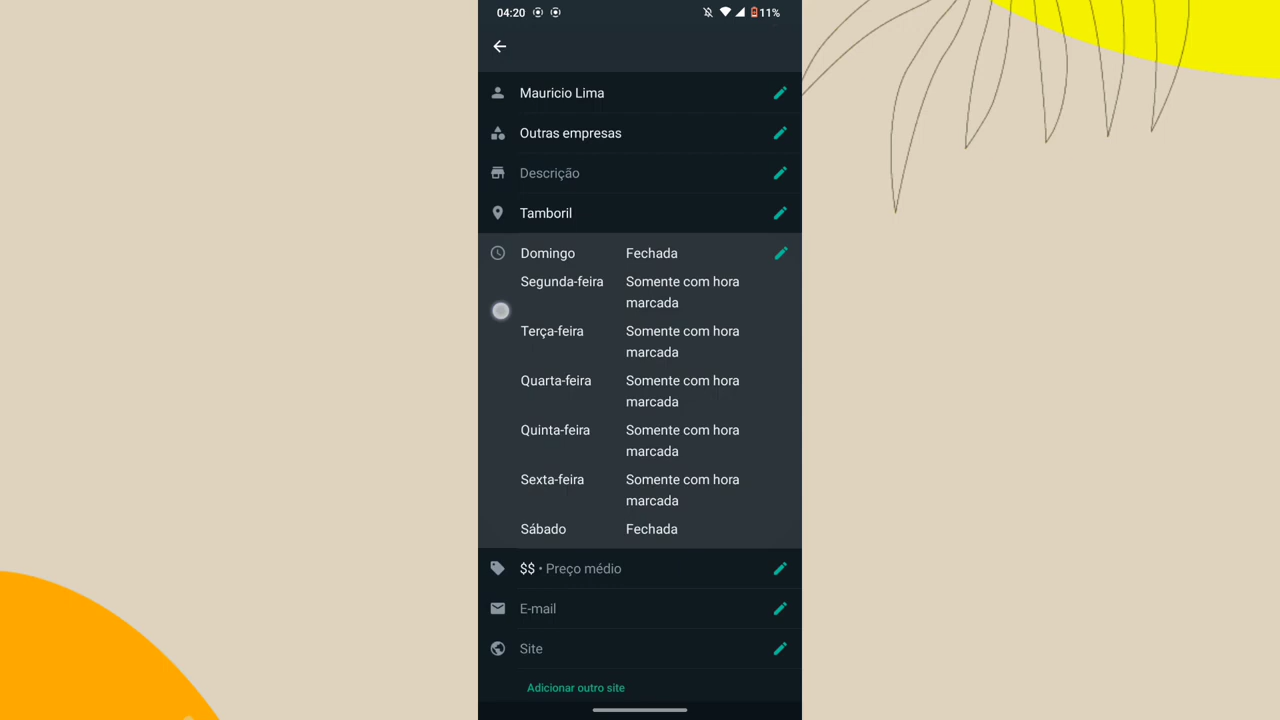 04:20
11%
Mauricio Lima
Outras empresas
Descrição
Tamboril
Domingo Fechada
Segunda-feira Somente com hora
marcada
Terça-feira Somente com hora
marcada
Quarta-feira Somente com hora
marcada
Quinta-feira Somente com hora
marcada
Sexta-feira Somente com hora
marcada
Sábado Fechada
$$ • Preço médio
E-mail
Site
Adicionar outro site